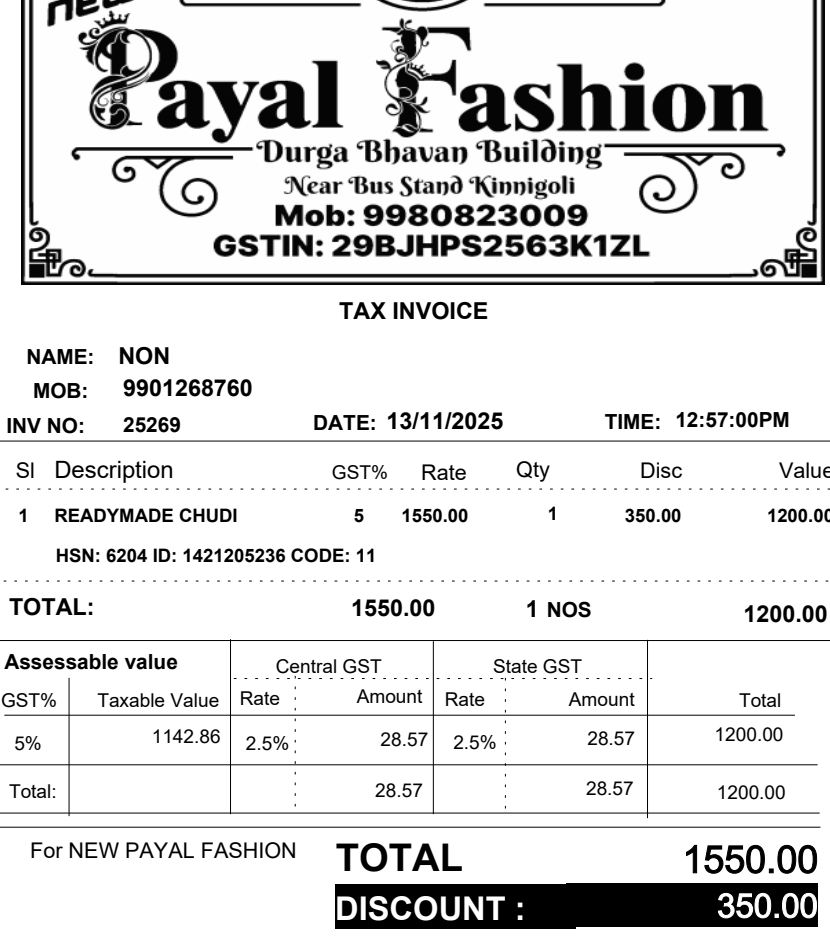 new
Payal Fashion
Durga Bhavan Building
Near Bus Stand Kinnigoli
Mob: 9980823009
GSTIN: 29BJHPS2563K1ZL
TAX INVOICE
NAME: NON
MOB: 9901268760
INV NO: 25269 DATE: 13/11/2025 TIME: 12:57:00PM
Sl Description GST% Rate Qty Disc Value
1 READYMADE CHUDI 5 1550.00 1 350.00 1200.00
HSN: 6204 ID: 1421205236 CODE: 11
TOTAL: 1550.00 1 NOS 1200.00
Assessable value Central GST State GST
GST% Taxable Value Rate Amount Rate Amount Total
5% 1142.86 2.5% 28.57 2.5% 28.57 1200.00
Total: 28.57 28.57 1200.00
For NEW PAYAL FASHION TOTAL 1550.00
DISCOUNT : 350.00